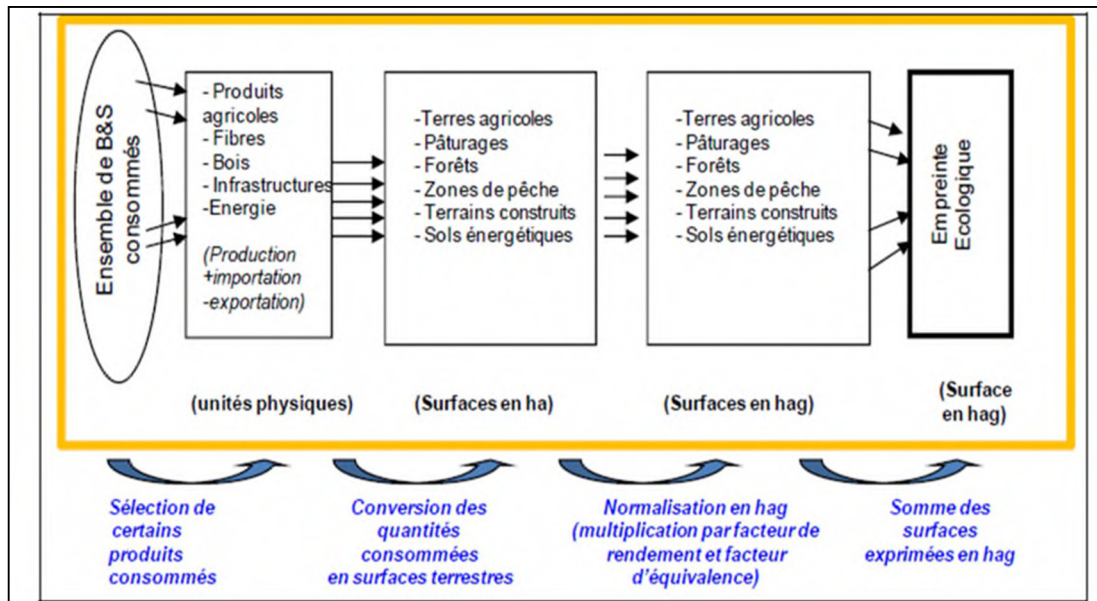 Ensemble de B&S
consommés
- Produits
agricoles
- Fibres
- Bois
- Infrastructures
-Energie
(Production
+importation
-exportation)
(unités physiques)
-Terres agricoles
- Pâturages
- Forêts
- Zones de pêche
- Terrains construits
- Sols énergétiques
(Surfaces en ha)
-Terres agricoles
- Pâturages
- Forêts
- Zones de pêche
- Terrains construits
- Sols énergétiques
(Surfaces en hag)
Empreinte
Ecologique
(Surface
en hag)
Sélection de
certains
produits
consommés
Conversion des
quantités
consommées
en surfaces terrestres
Normalisation en hag
(multiplication par facteur de
rendement et facteur
d'équivalence)
Somme des
surfaces
exprimées en hag